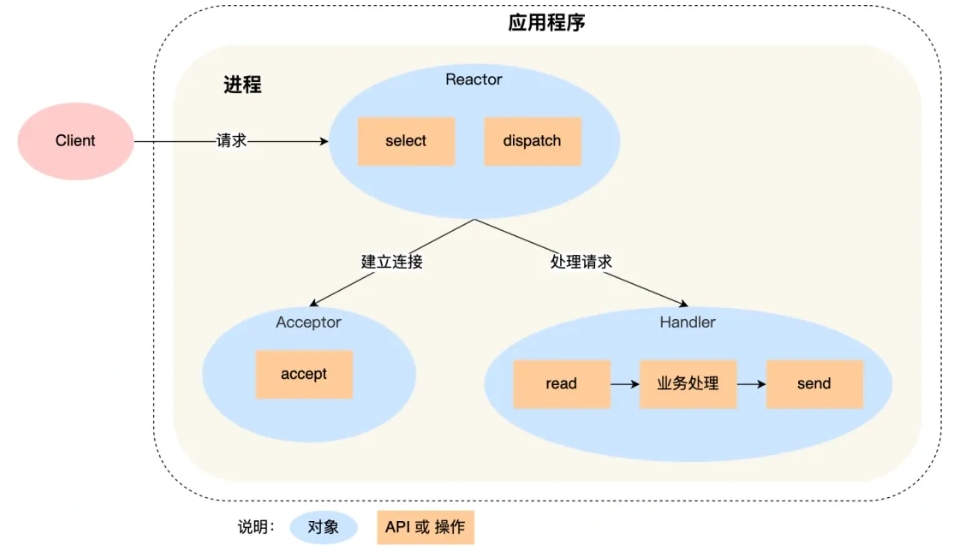 应用程序
进程
Reactor
Client
请求
select
dispatch
建立连接
处理请求
Acceptor
Handler
accept
read
业务处理
send
说明：
对象
API 或 操作